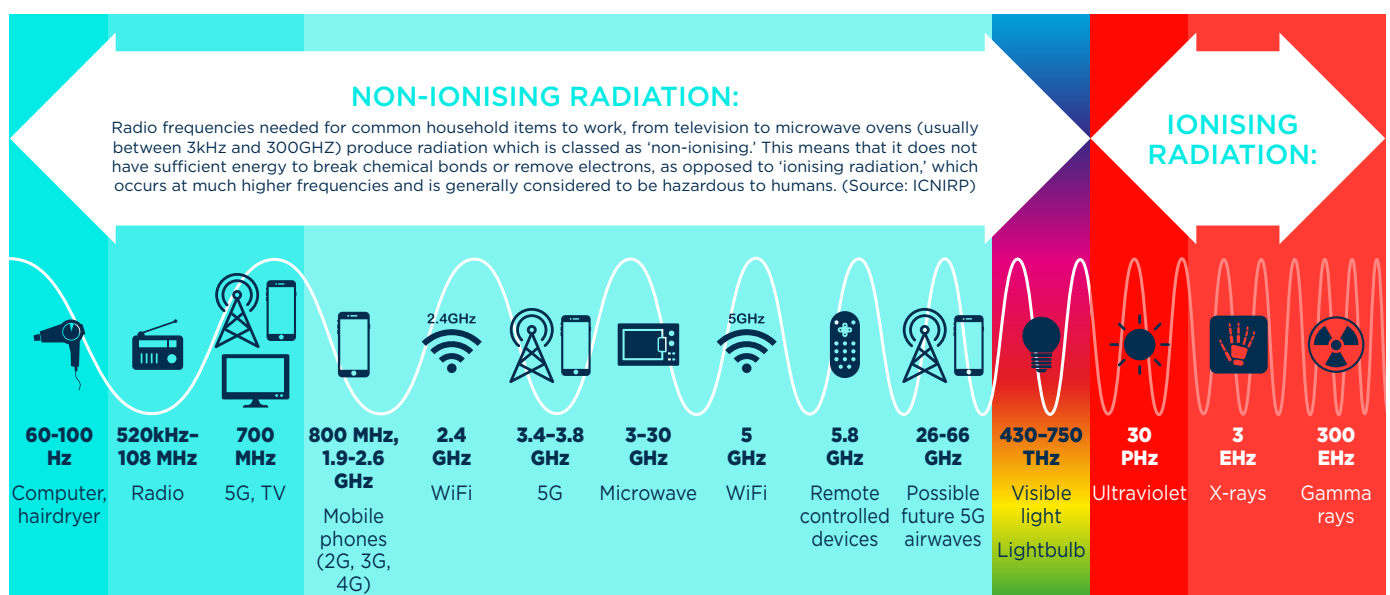 NON-IONISING RADIATION:
Radio frequencies needed for common household items to work, from television to microwave ovens (usually
between 3kHz and 300GHZ) produce radiation which is classed as ‘non-ionising.’ This means that it does not
have sufficient energy to break chemical bonds or remove electrons, as opposed to ‘ionising radiation,’ which
occurs at much higher frequencies and is generally considered to be hazardous to humans. (Source: ICNIRP)
IONISING
RADIATION:
60-100
Hz
Computer,
hairdryer
520kHz–
108 MHz
Radio
700
MHz
5G, TV
800 MHz,
1.9-2.6
GHz
Mobile
phones
(2G, 3G,
4G)
2.4GHz
2.4
GHz
WiFi
3.4–3.8
GHz
5G
3–30
GHz
Microwave
5GHz
5
GHz
WiFi
5.8
GHz
Remote
controlled
devices
26-66
GHz
Possible
future 5G
airwaves
430–750
THz
Visible
light
Lightbulb
30
PHz
Ultraviolet
3
EHz
X-rays
300
EHz
Gamma
rays